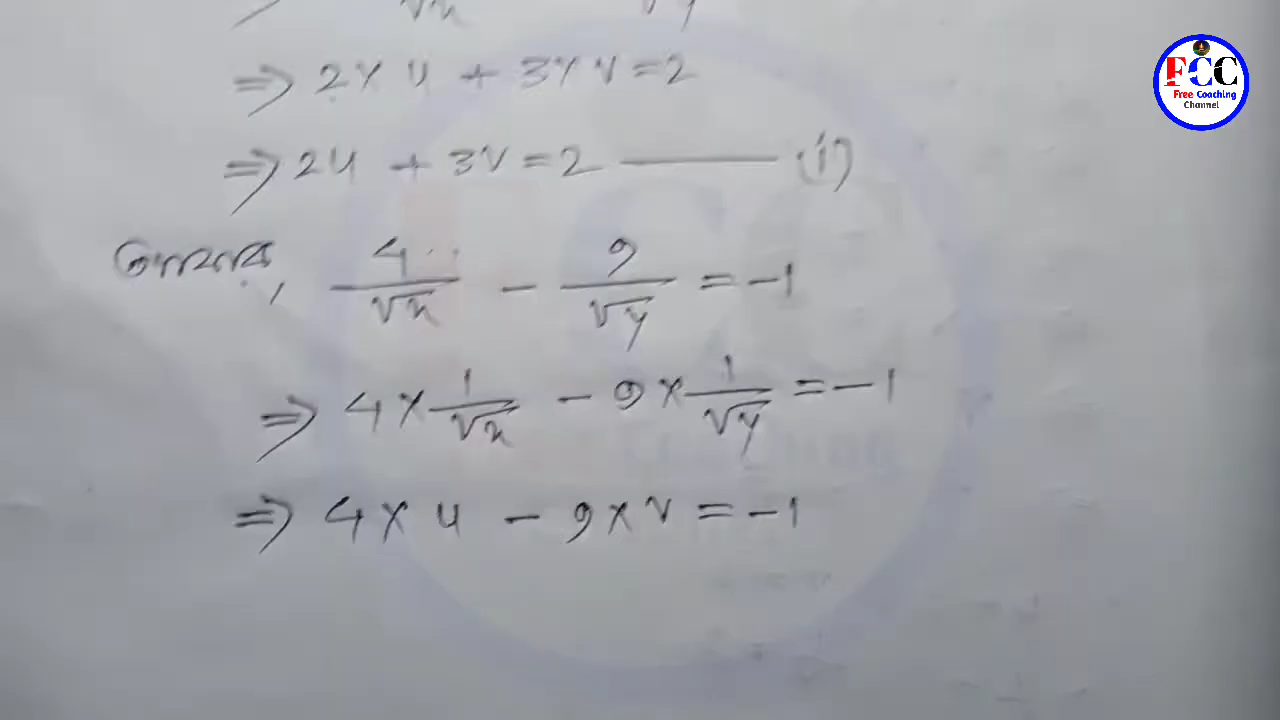 ⇒ √x √y
⇒ 2×u + 3×v=2
⇒ 2u + 3v=2 ——— (i)
4/√x - 9/√y = -1
⇒ 4×1/√x - 9×1/√y = -1
⇒ 4×u - 9×v = -1
FCC
Free Coaching
Channel